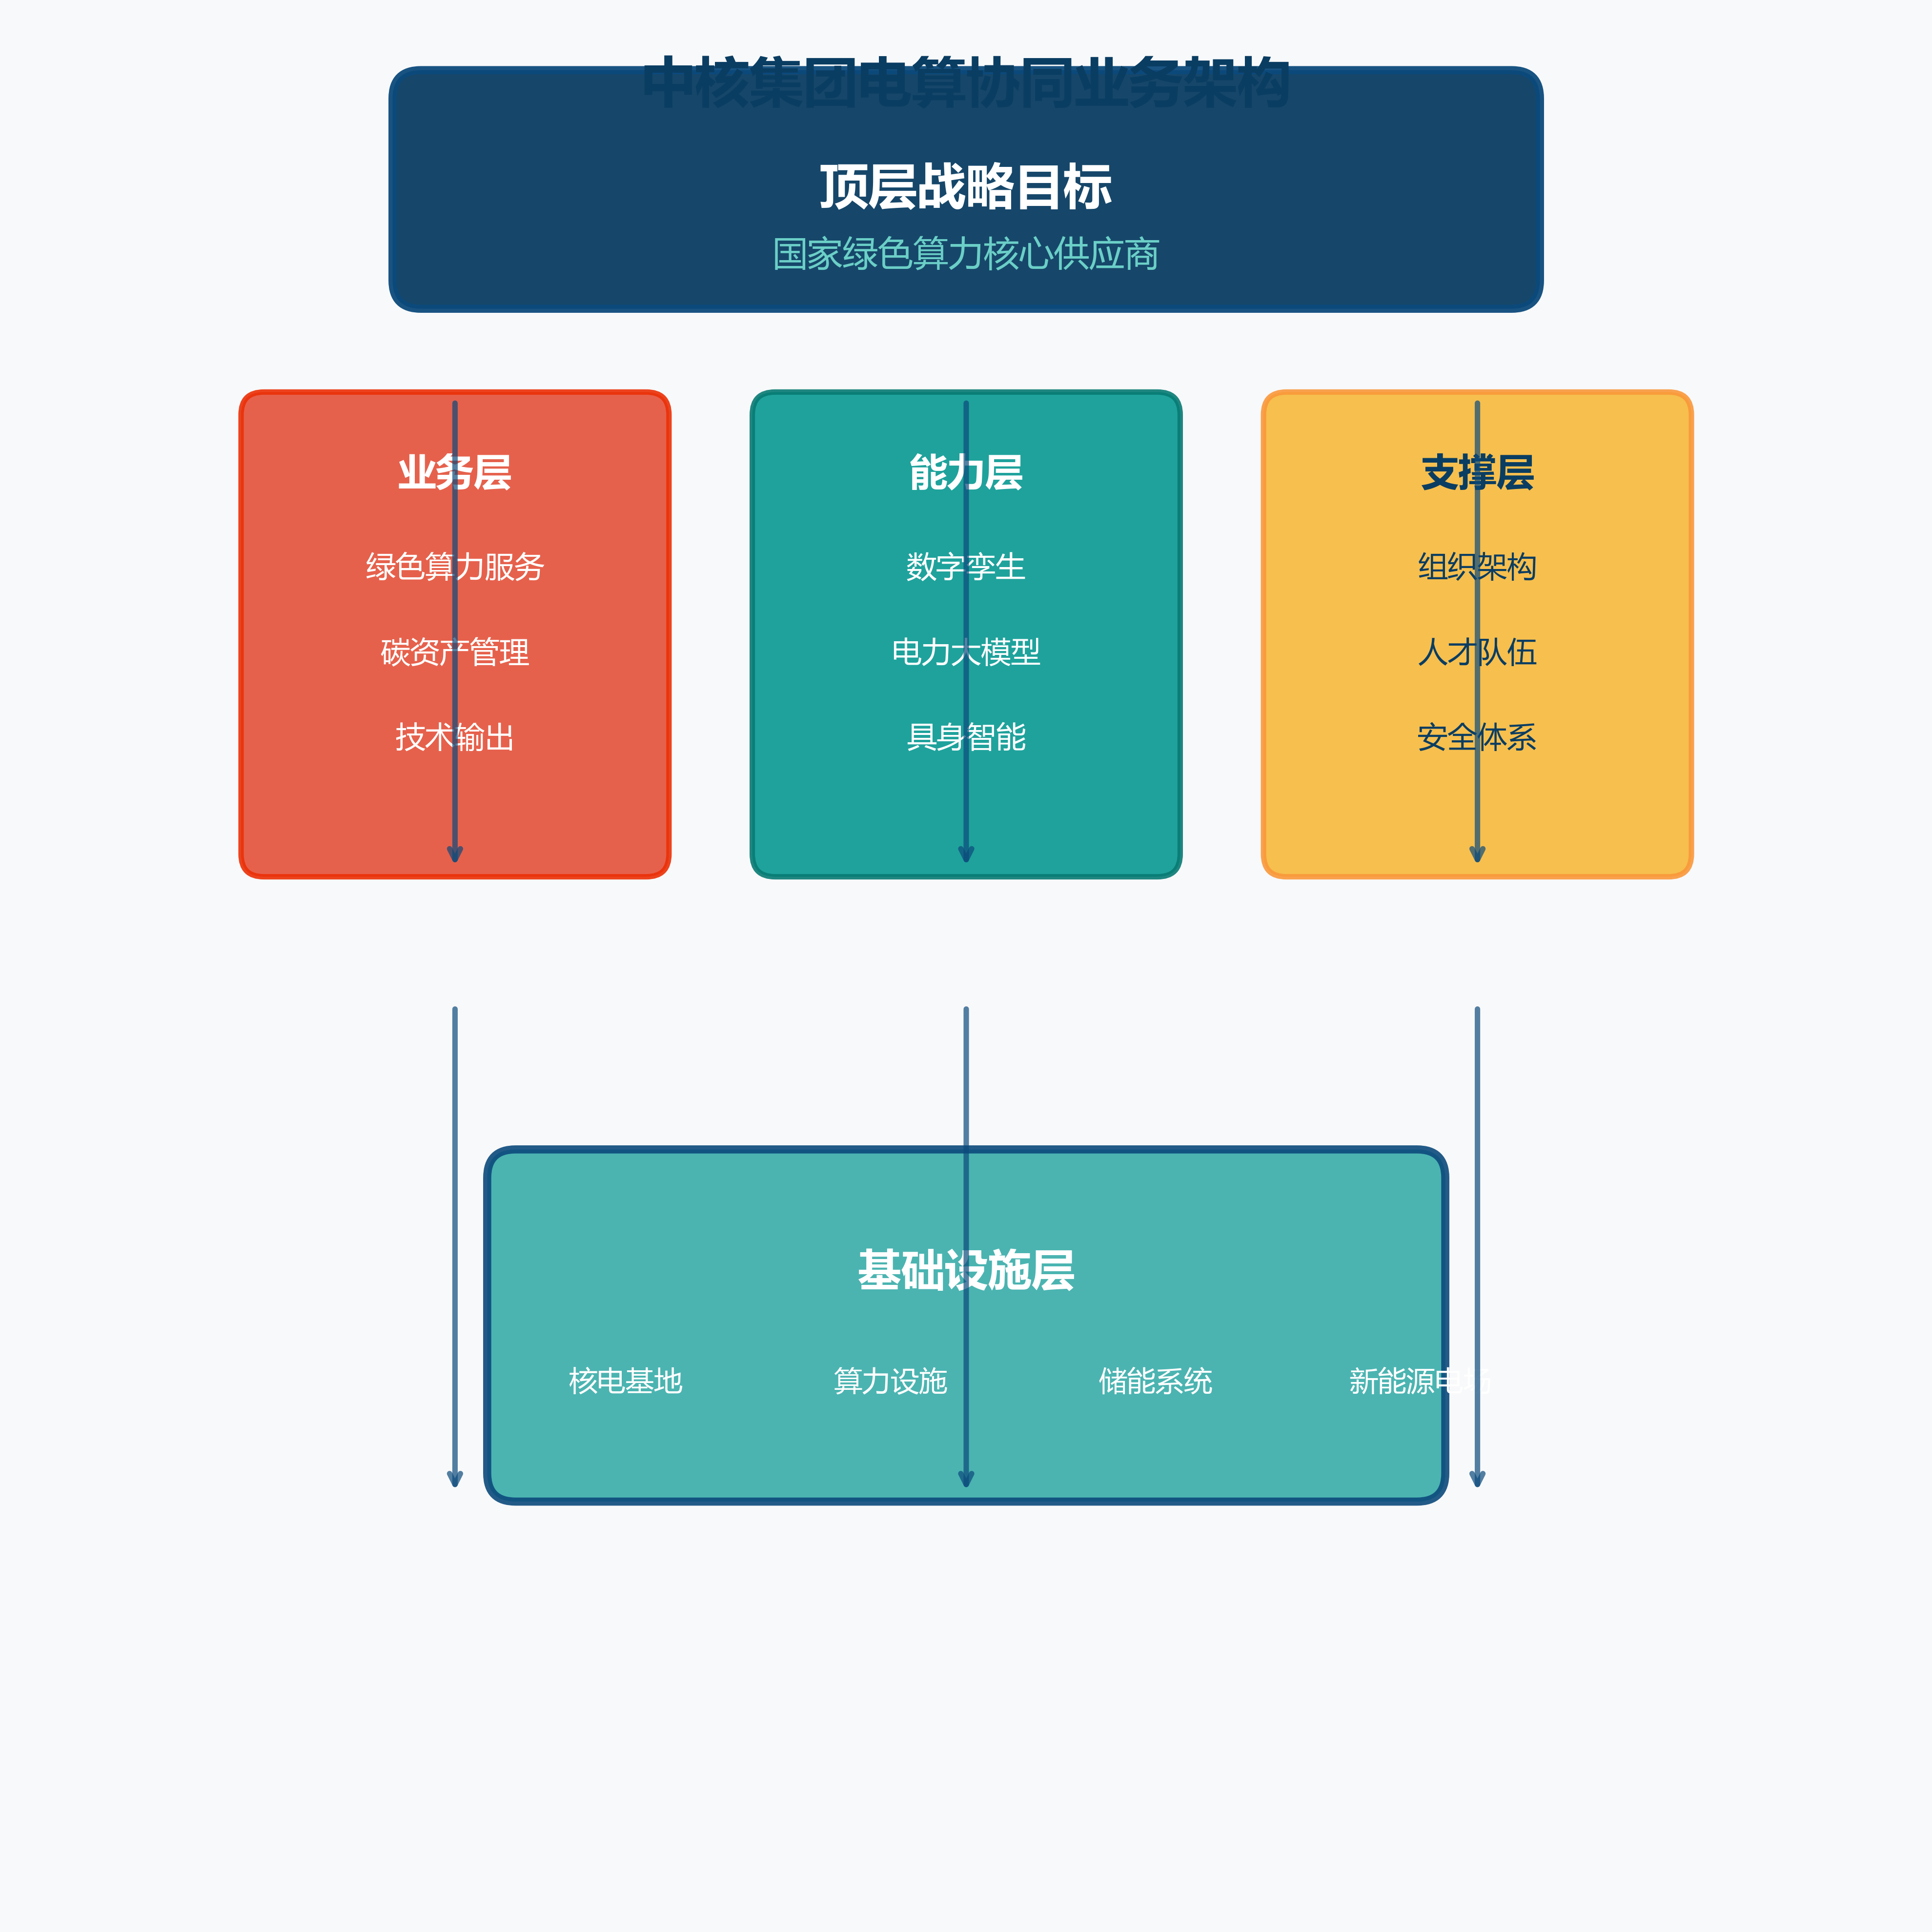 中核集团电算协同业务架构
顶层战略目标
国家绿色算力核心供应商
业务层
绿色算力服务
碳资产管理
技术输出
能力层
数字孪生
电力大模型
具身智能
支撑层
组织架构
人才队伍
安全体系
基础设施层
核电基地
算力设施
储能系统
新能源电场